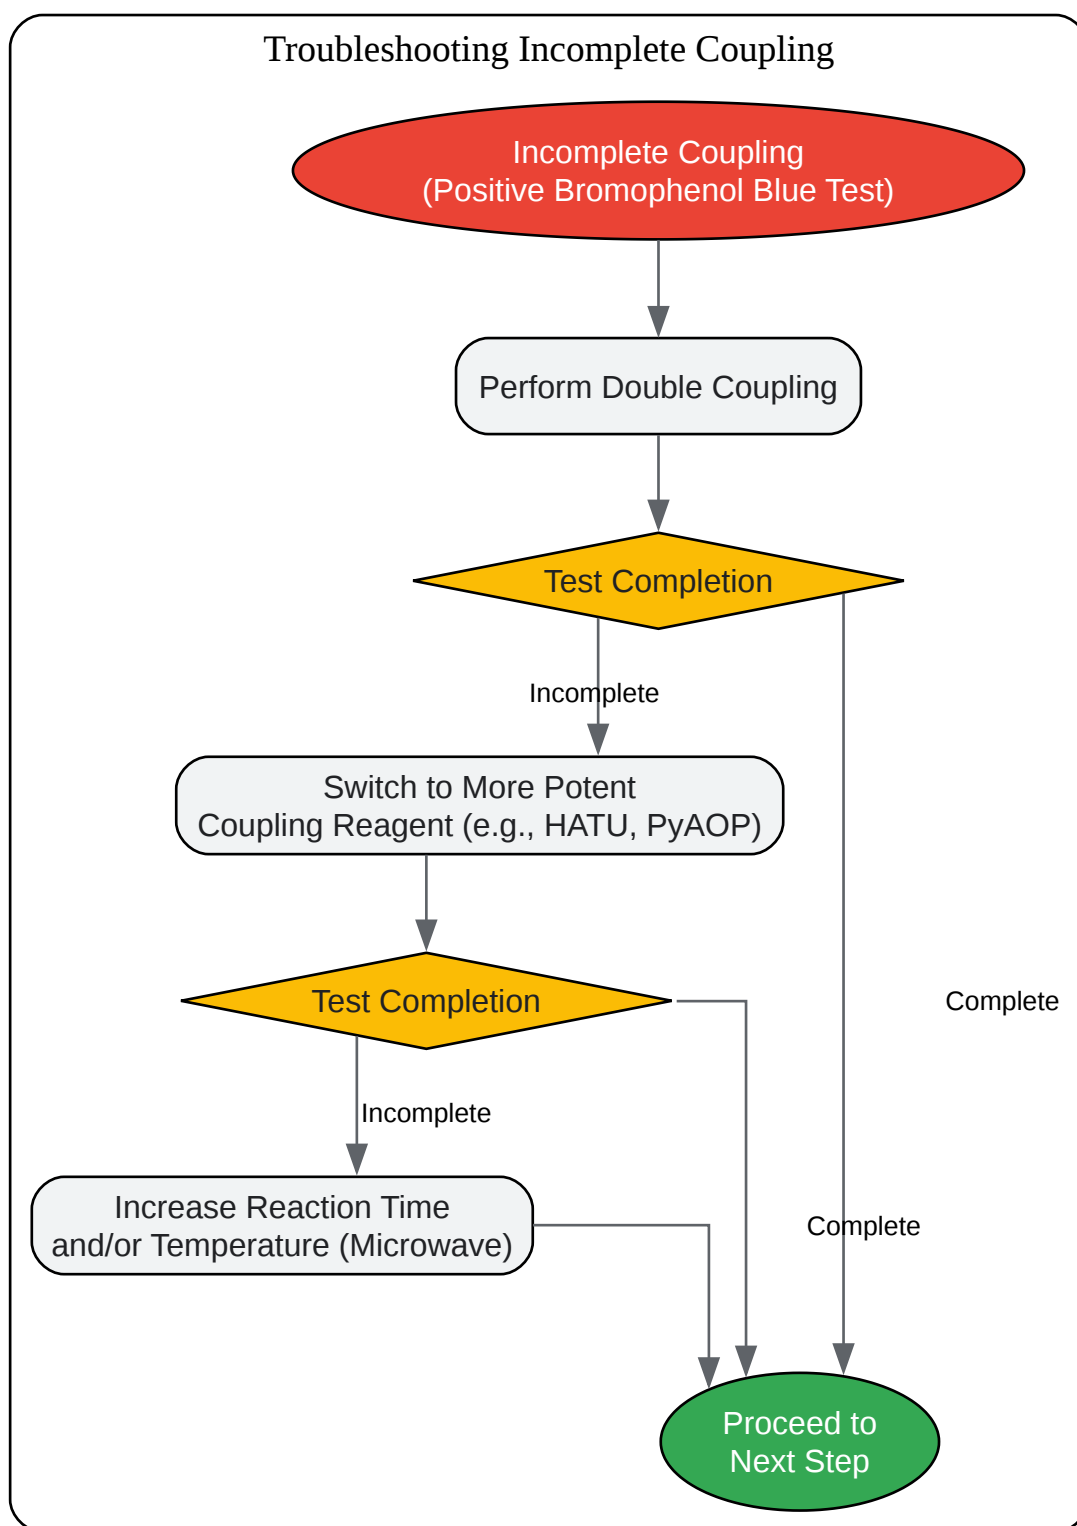 Troubleshooting Incomplete Coupling
Incomplete Coupling
(Positive Bromophenol Blue Test)
Perform Double Coupling
Test Completion
Incomplete
Switch to More Potent
Coupling Reagent (e.g., HATU, PyAOP)
Test Completion
Complete
Incomplete
Increase Reaction Time
and/or Temperature (Microwave)
Complete
Proceed to
Next Step